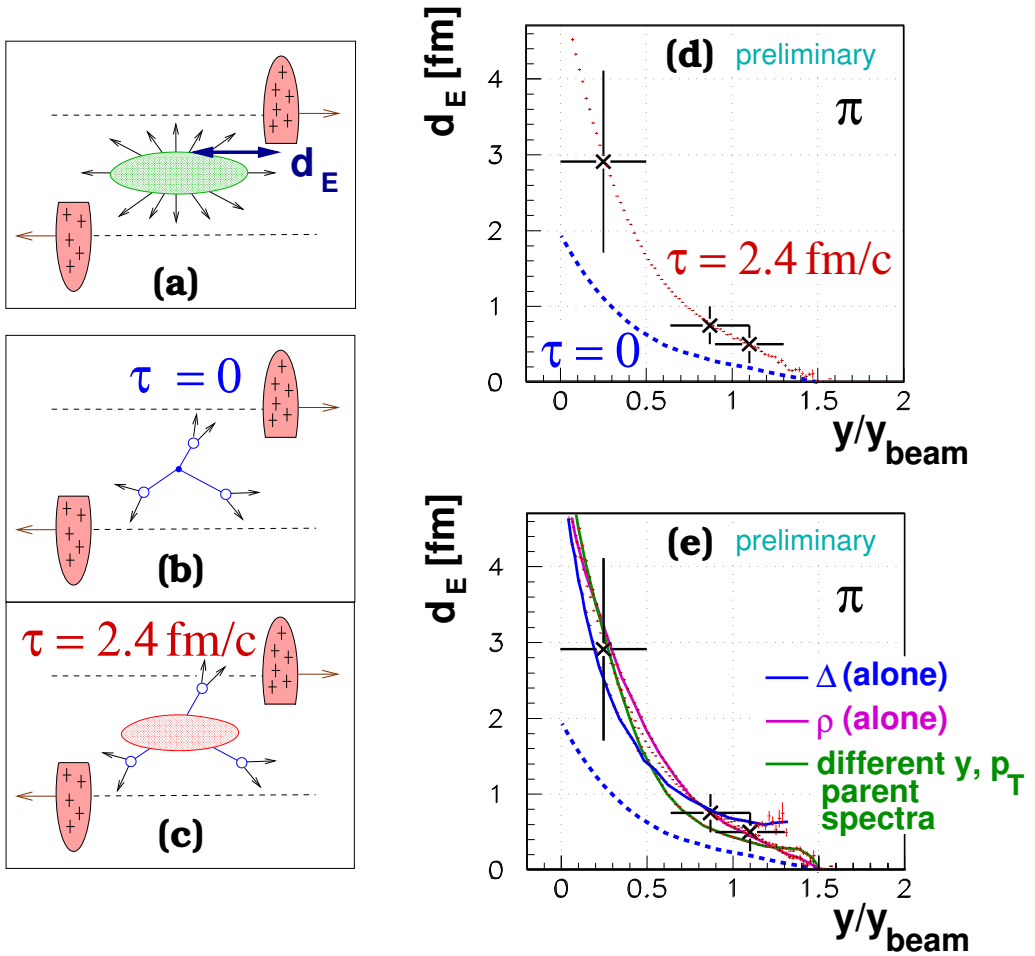 d E
(a)
τ = 0
(b)
τ = 2.4 fm/c
(c)
d E [fm]
(d) preliminary
π
4
3
2
1
0
τ = 2.4 fm/c
τ = 0
0 0.5 1 1.5 2
y/y beam
d E [fm]
(e) preliminary
π
4
3
2
1
0
Δ (alone)
ρ (alone)
different y, p T
parent
spectra
0 0.5 1 1.5 2
y/y beam